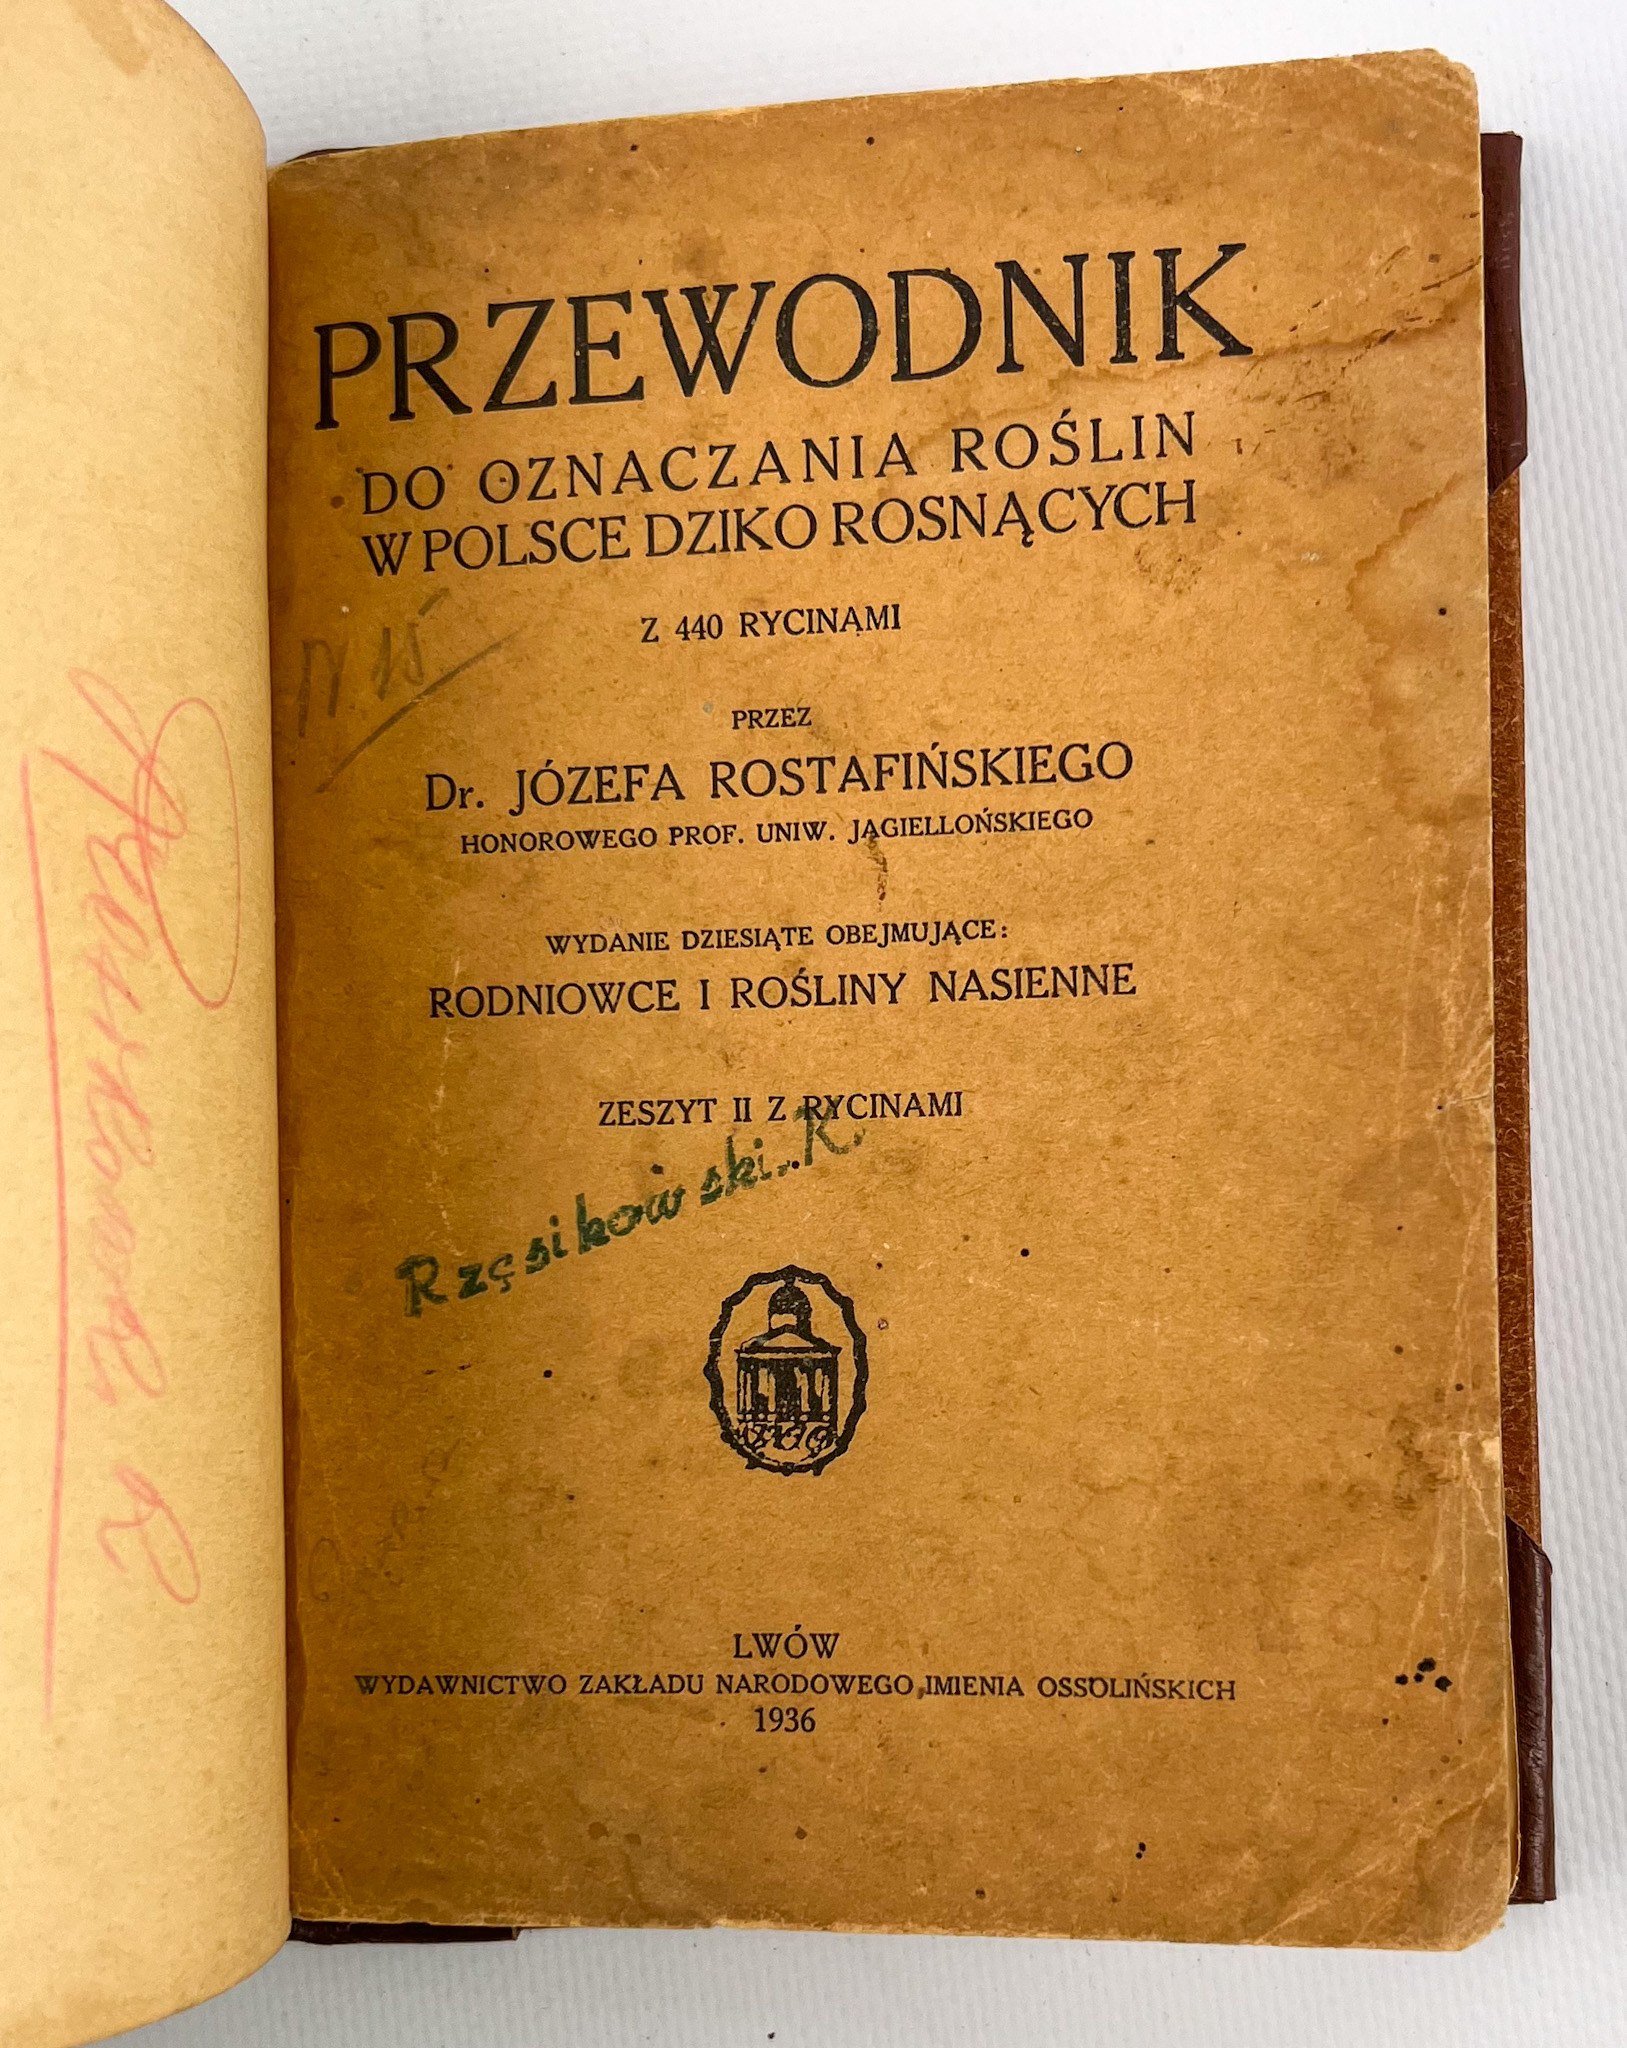 PRZEWODNIK
DO OZNACZANIA ROŚLIN
W POLSCE DZIKO ROSNĄCYCH
Z 440 RYCINAMI
PRZEZ
Dr. JÓZEFA ROSTAFIŃSKIEGO
HONOROWEGO PROF. UNIW. JAGIELLOŃSKIEGO
WYDANIE DZIESIĄTE OBEJMUJĄCE:
RODNIOWCE I ROŚLINY NASIENNE
ZESZYT II Z RYCINAMI
Rzęsikowski. R.
LWÓW
WYDAWNICTWO ZAKŁADU NARODOWEGO IMIENIA OSSOLIŃSKICH
1936